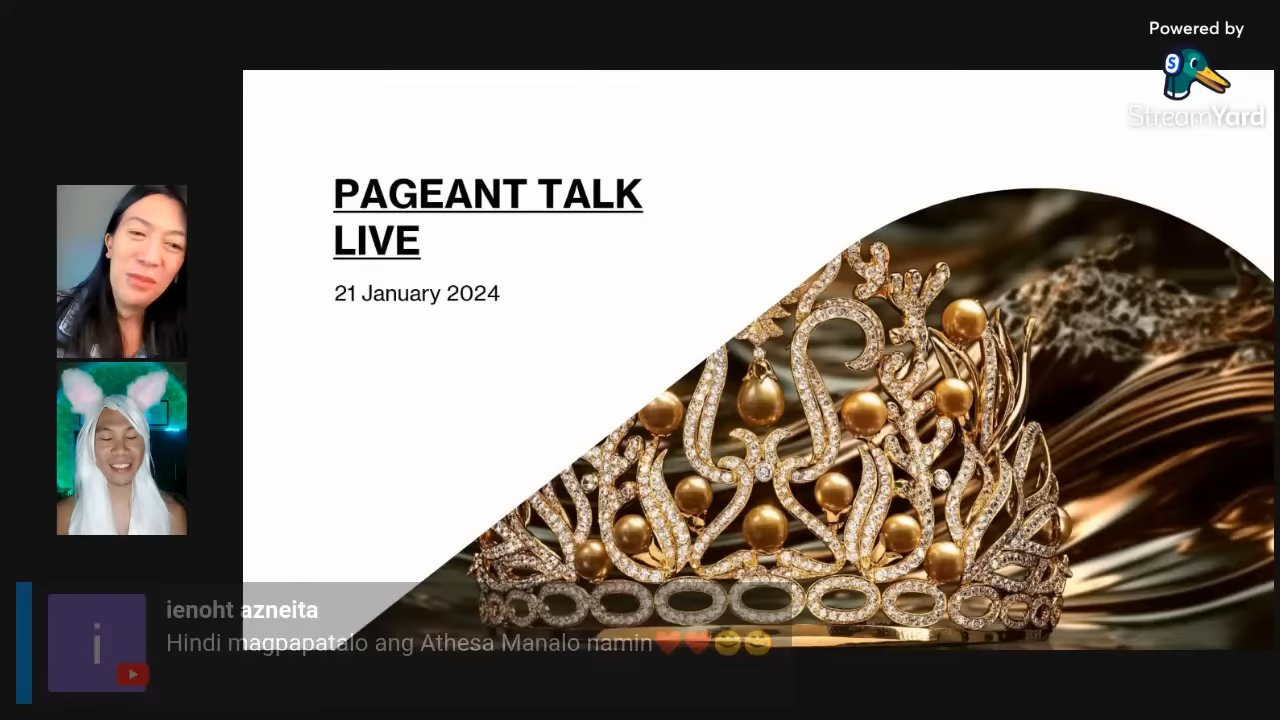 Powered by
S
StreamYard
PAGEANT TALK
LIVE
21 January 2024
i
ienoht azneita
Hindi magpapatalo ang Athesa Manalo namin❤️❤️😊😊